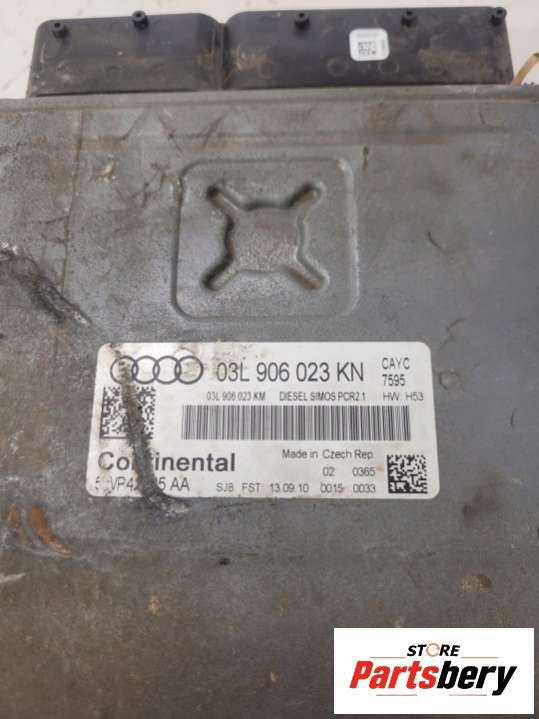 03L 906 023 KN CAYC
7595
03L 906 023 KM DIESEL SIMOS PCR2.1 HW: H53
Continental Made in Czech Rep
02 0365
AA SJ8 FST 13.09.10 0015 0033
STORE
Partsbery